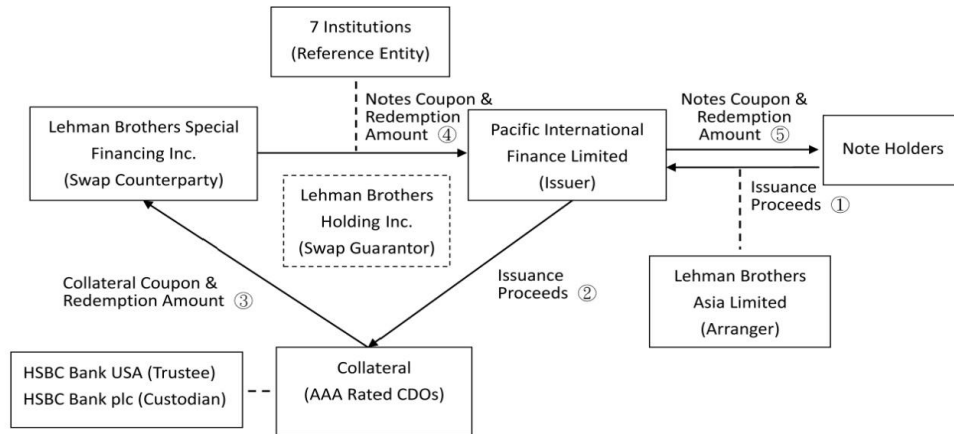 7 Institutions
(Reference Entity)
Lehman Brothers Special
Financing Inc.
(Swap Counterparty)
Notes Coupon &
Redemption
Amount ④
Pacific International
Finance Limited
(Issuer)
Notes Coupon &
Redemption
Amount ⑤
Note Holders
Issuance
Proceeds ①
Lehman Brothers
Holding Inc.
(Swap Guarantor)
Collateral Coupon &
Redemption Amount ③
Issuance
Proceeds ②
Lehman Brothers
Asia Limited
(Arranger)
HSBC Bank USA (Trustee)
HSBC Bank plc (Custodian)
Collateral
(AAA Rated CDOs)